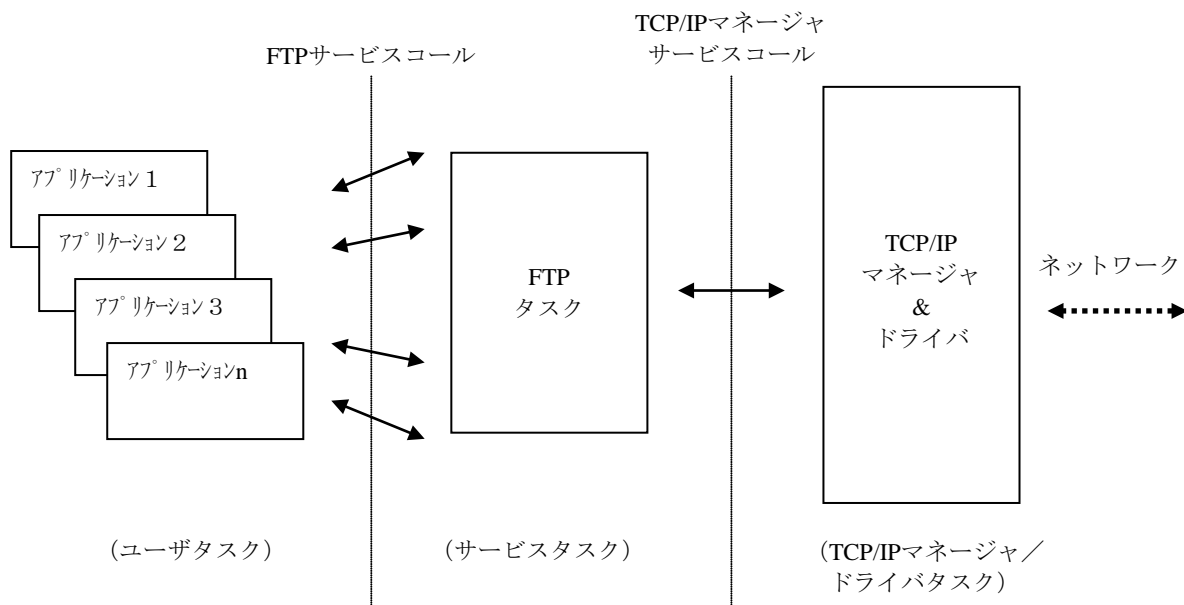 TCP/IPマネージャ
サービスコール
FTPサービスコール
アプリケーション1
アプリケーション2
アプリケーション3
アプリケーションn
FTP
タスク
TCP/IP
マネージャ
&
ドライバ
ネットワーク
（ユーザタスク）
（サービスタスク）
（TCP/IPマネージャ／
ドライバタスク）